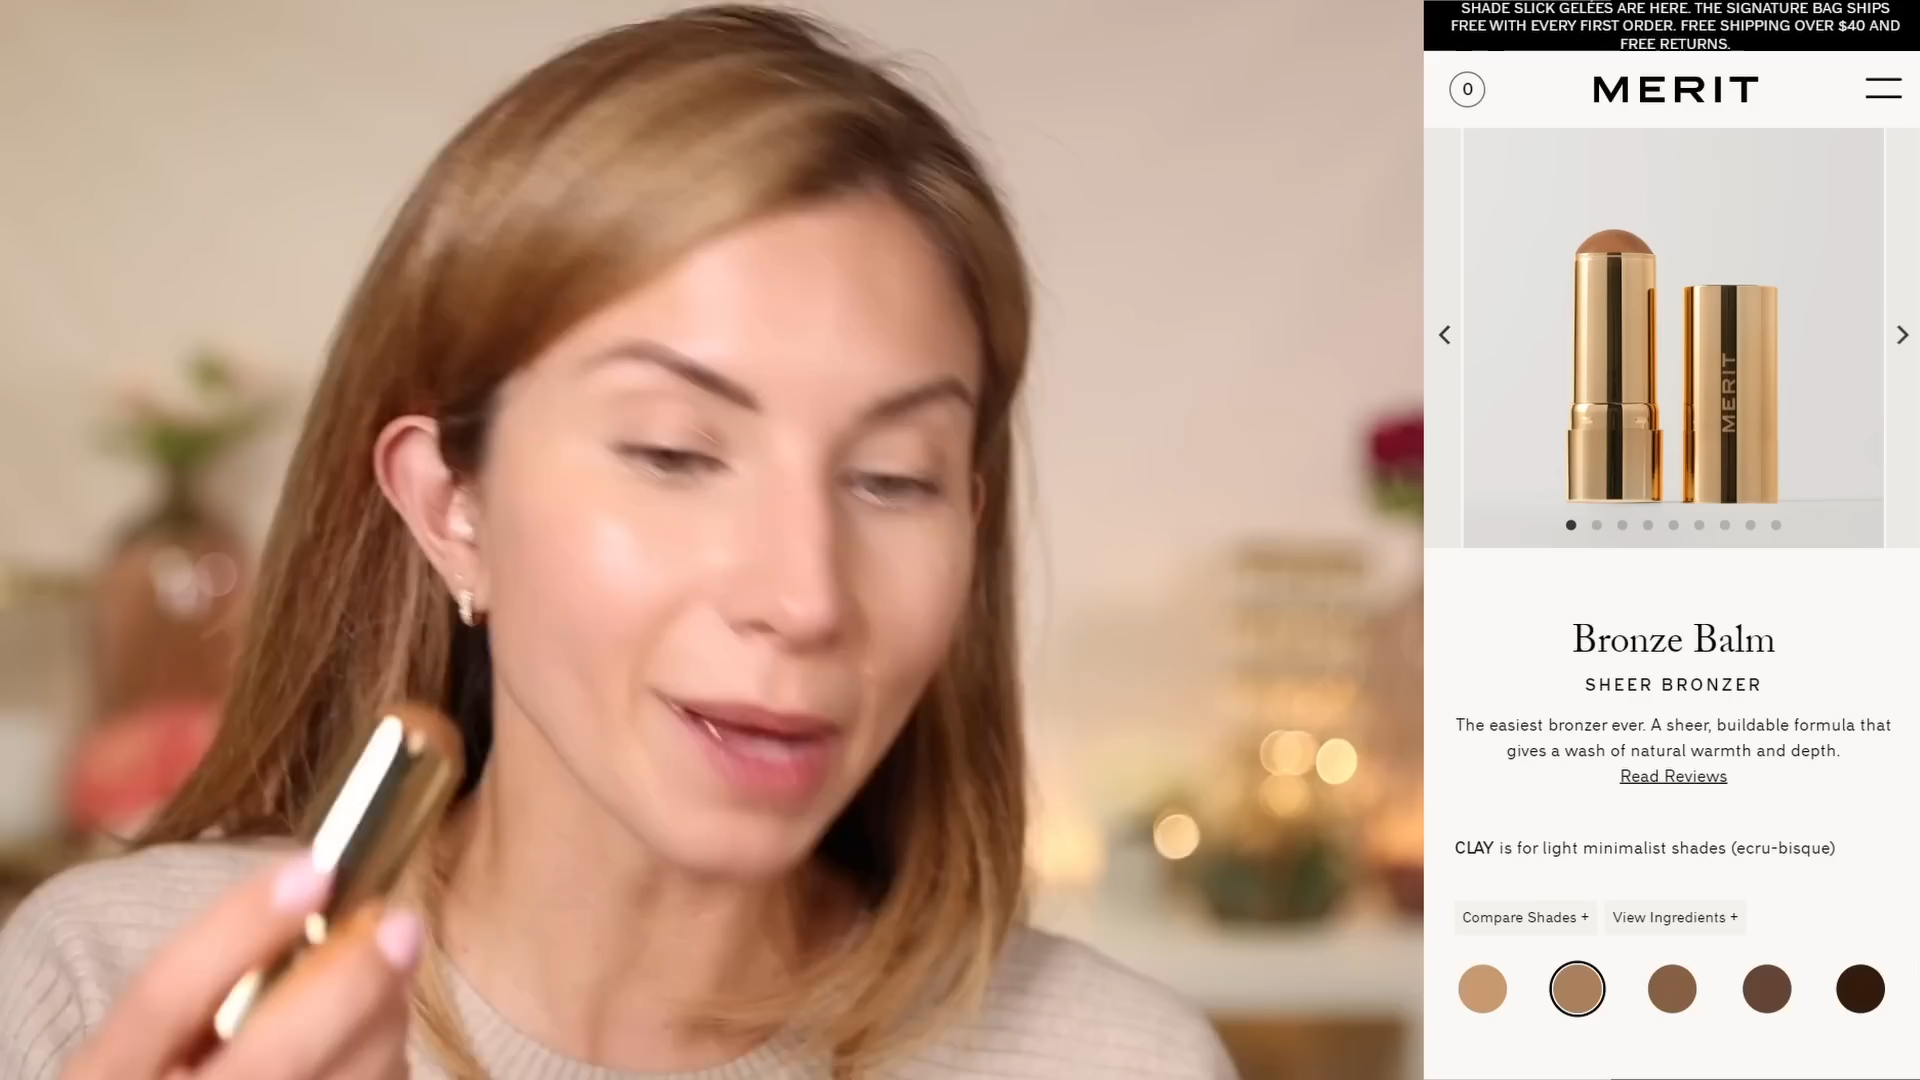 SHADE SLICK GELÉES ARE HERE. THE SIGNATURE BAG SHIPS
FREE WITH EVERY FIRST ORDER. FREE SHIPPING OVER $40 AND
FREE RETURNS.
0
MERIT
MERIT
Bronze Balm
SHEER BRONZER
The easiest bronzer ever. A sheer, buildable formula that
gives a wash of natural warmth and depth.
Read Reviews
CLAY is for light minimalist shades (ecru-bisque)
Compare Shades +
View Ingredients +